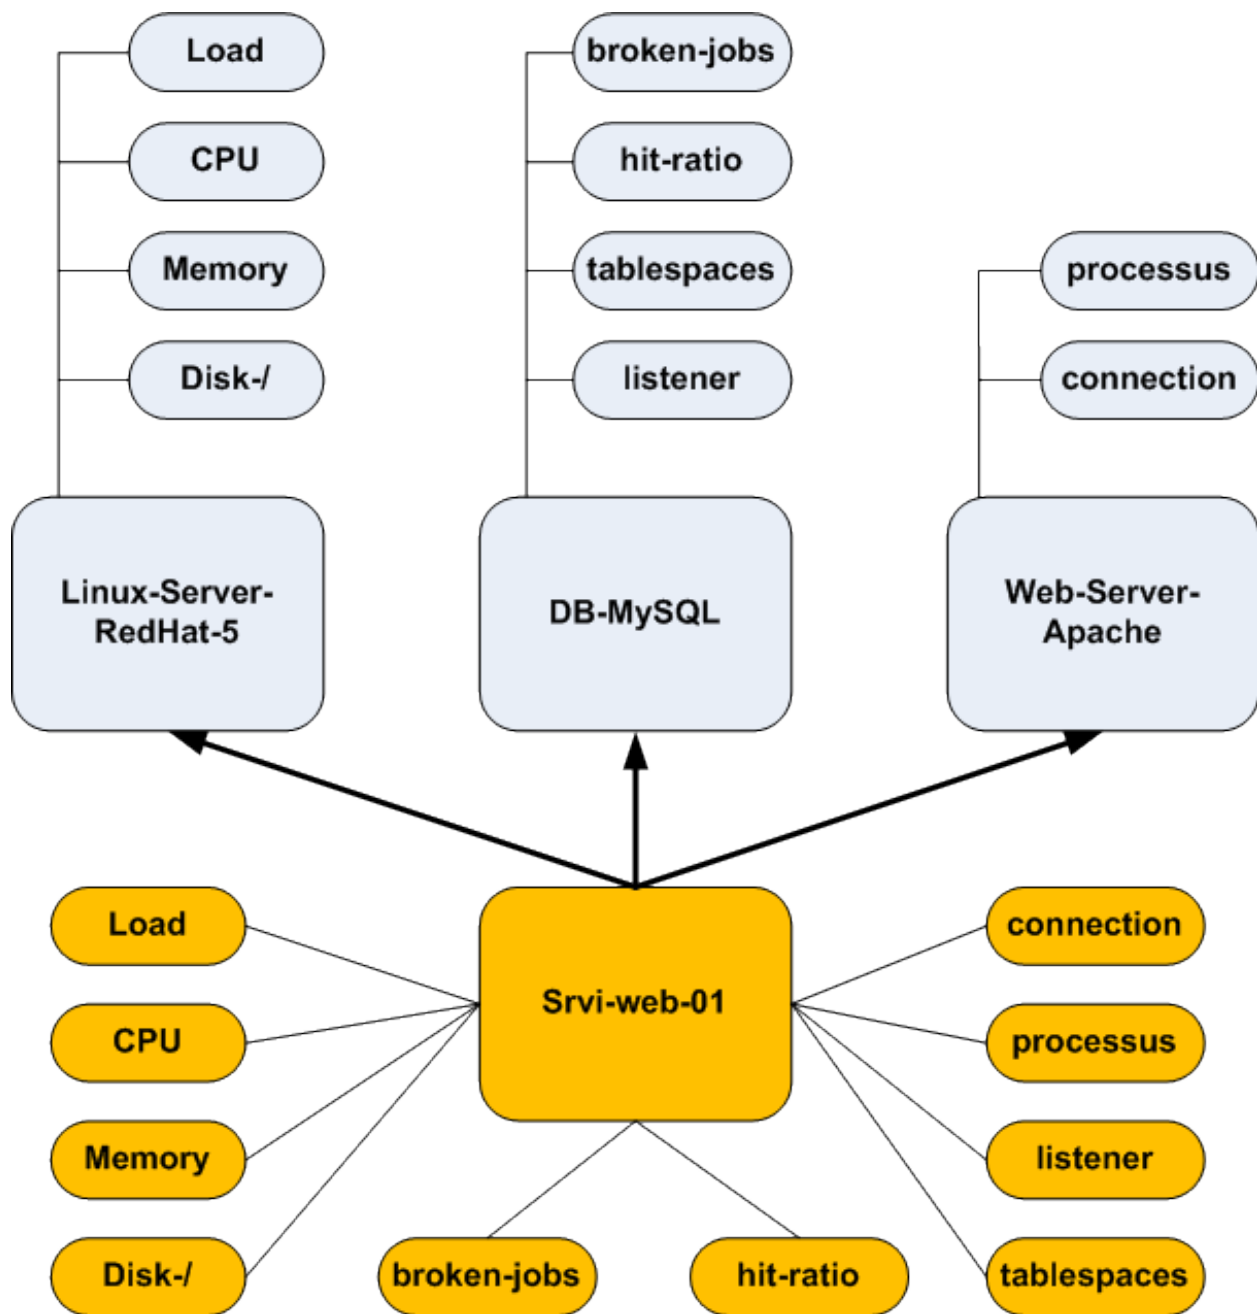 Load
broken-jobs
CPU
hit-ratio
Memory
tablespaces
processus
Disk-/
listener
connection
Linux-Server-
RedHat-5
DB-MySQL
Web-Server-
Apache
Load
connection
Srvi-web-01
CPU
processus
Memory
listener
Disk-/
broken-jobs
hit-ratio
tablespaces